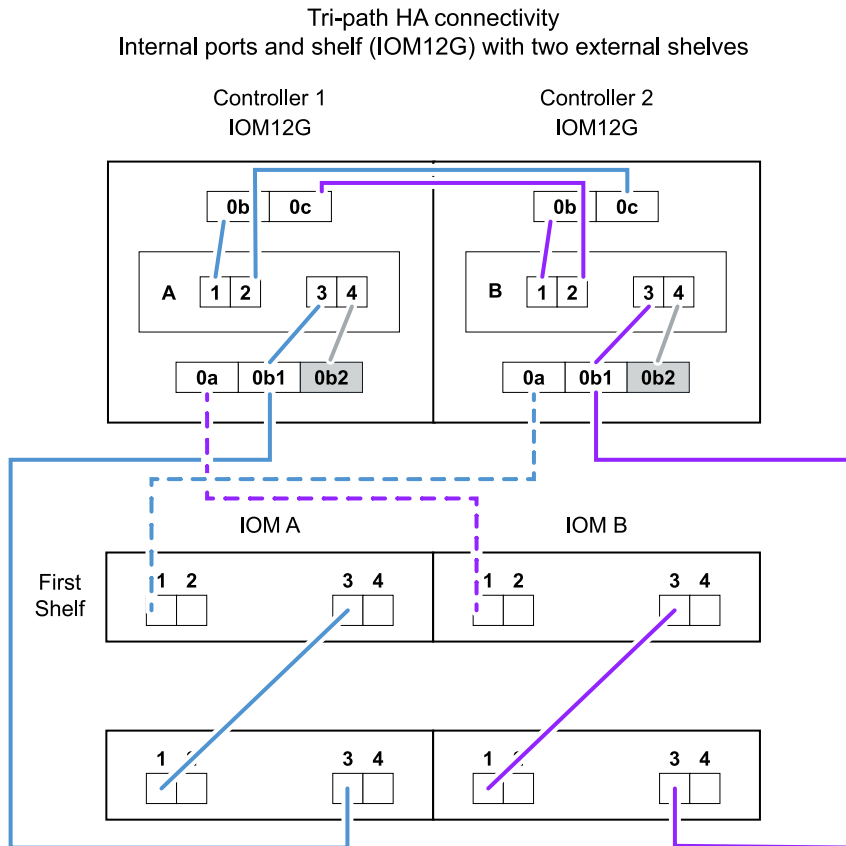 Tri-path HA connectivity
Internal ports and shelf (IOM12G) with two external shelves
Controller 1
IOM12G
Controller 2
IOM12G
0b 0c
0b 0c
A 1 2 3 4
B 1 2 3 4
0a 0b1 0b2
0a 0b1 0b2
IOM A
IOM B
First
Shelf
1 2 3 4
1 2 3 4
1 3 4
1 3 4